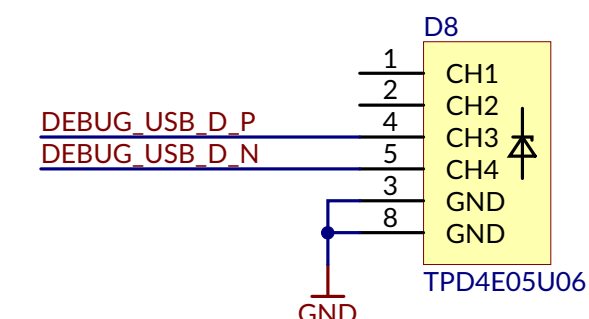 D8
1 CH1
2 CH2
DEBUG_USB_D_P 4 CH3
DEBUG_USB_D_N 5 CH4
3 GND
8 GND
TPD4E05U06
GND